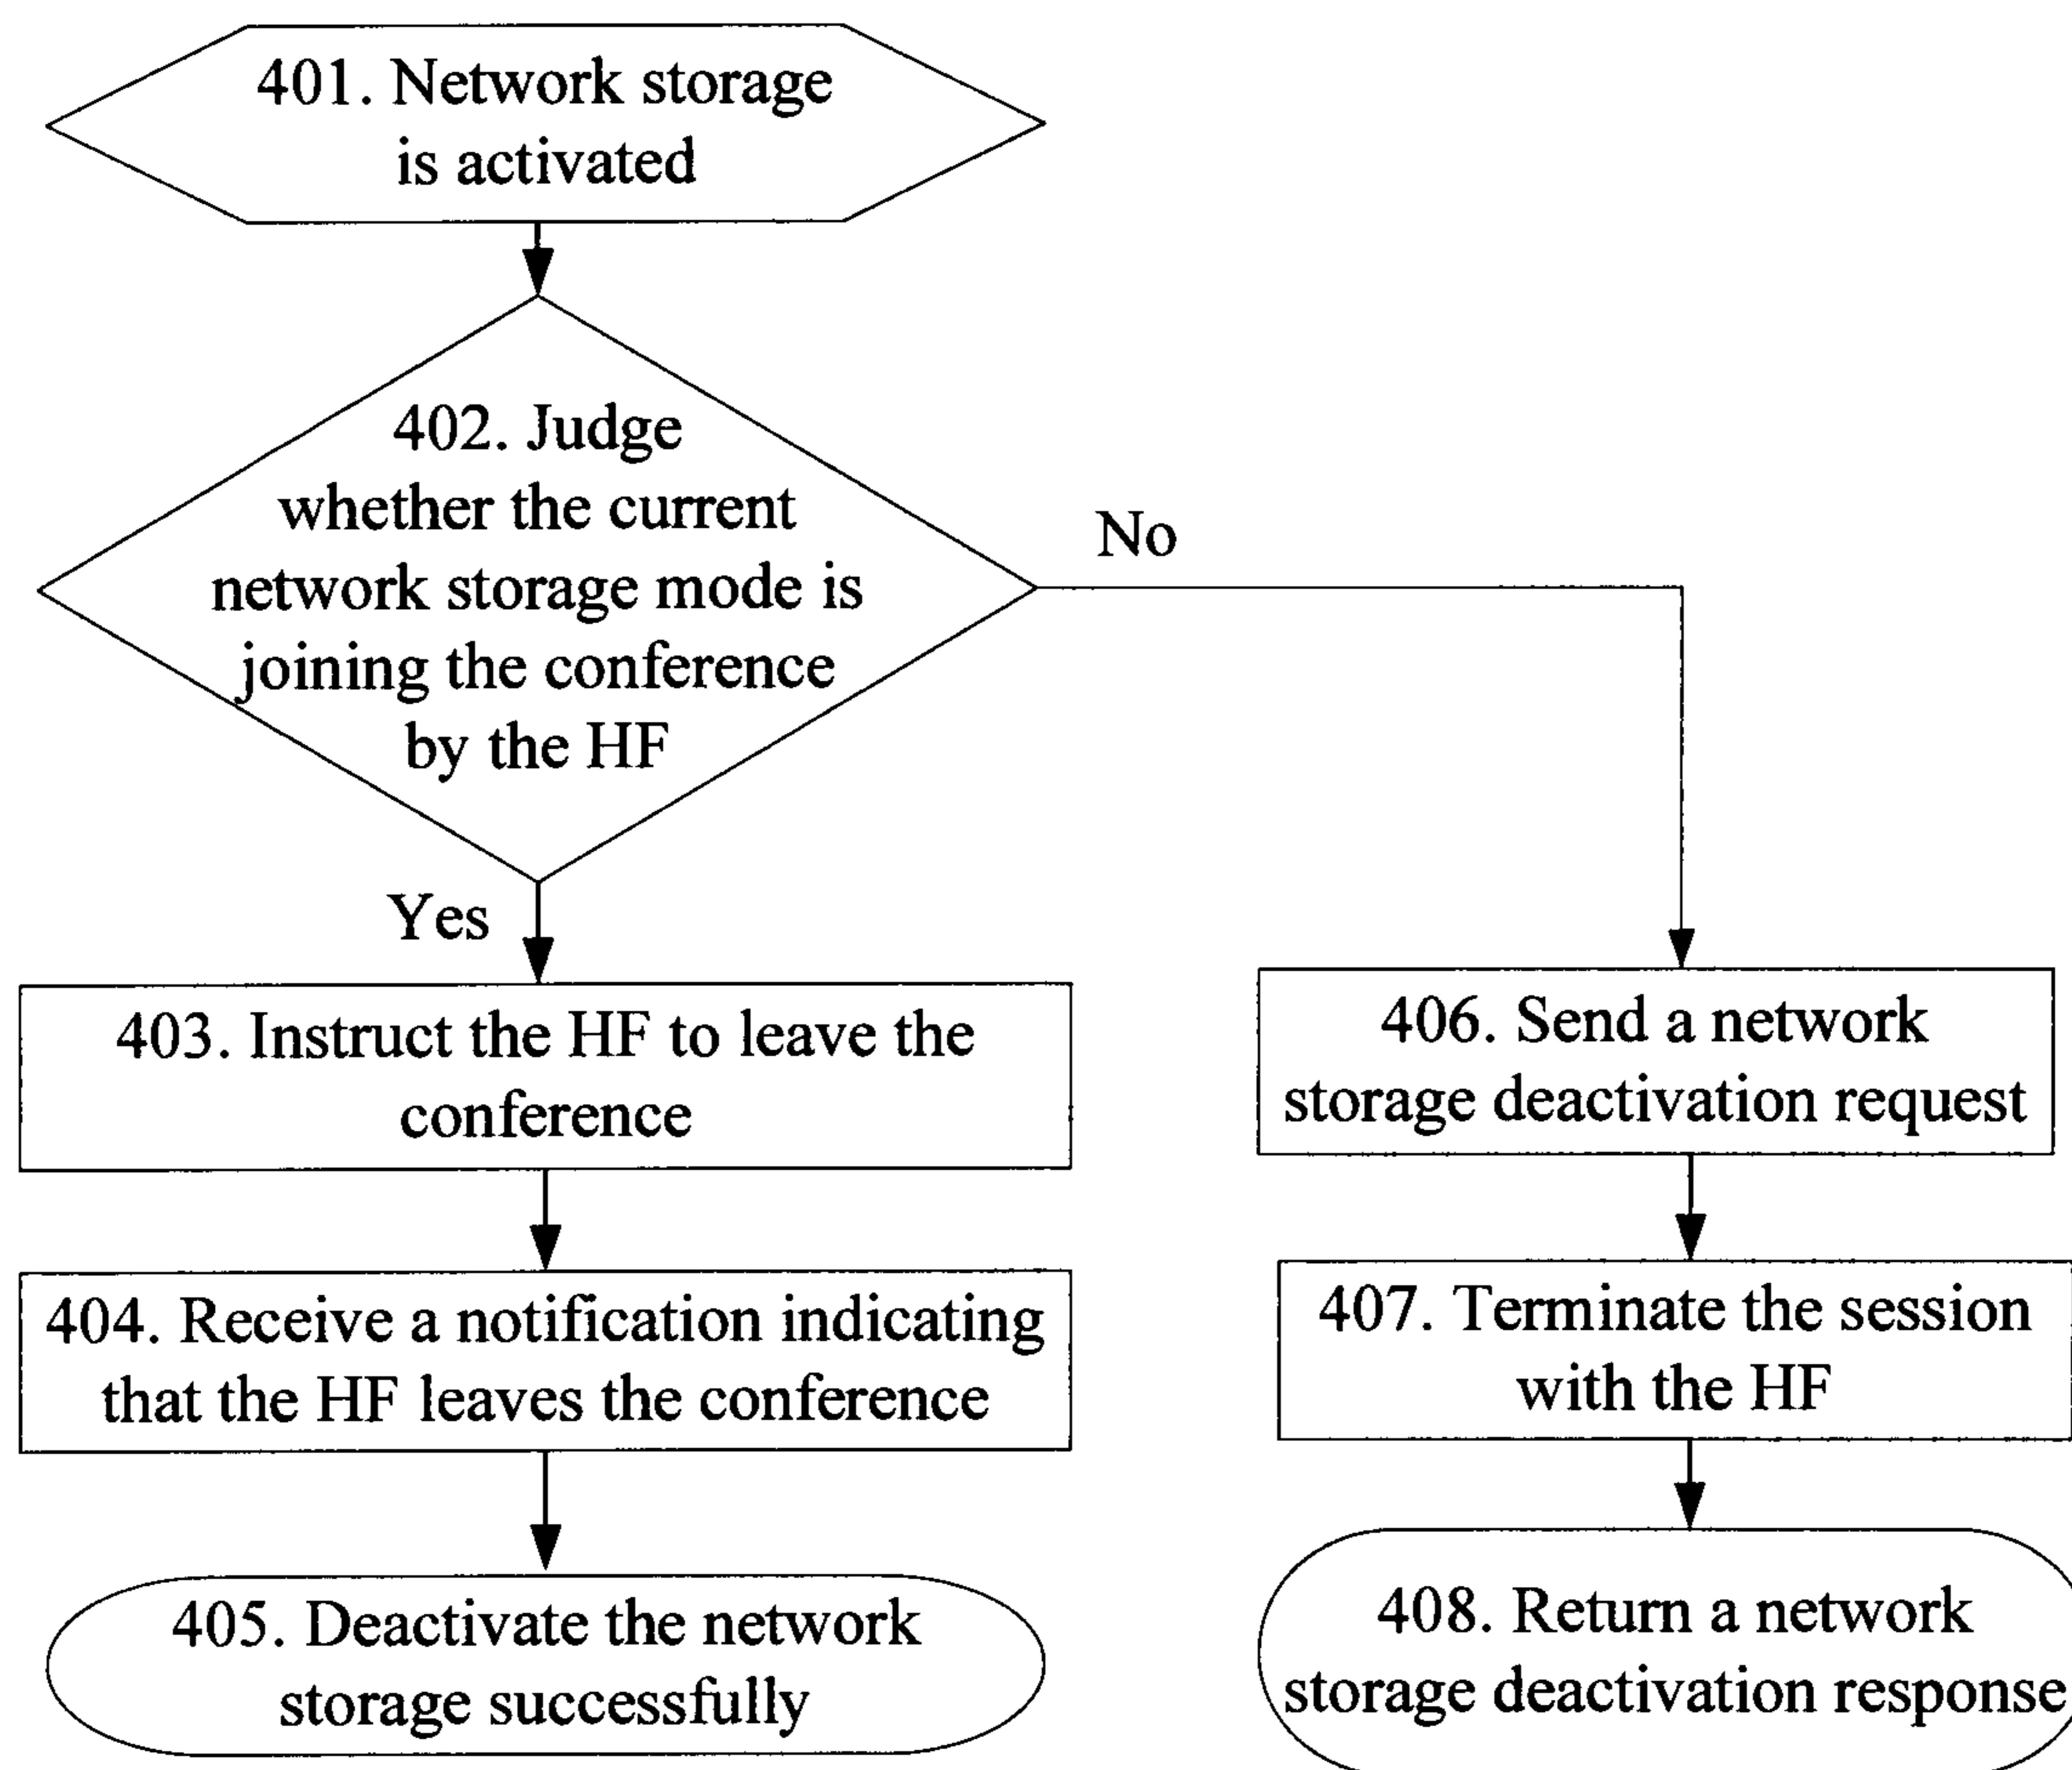 401. Network storage
is activated
402. Judge
whether the current
network storage mode is
joining the conference
by the HF
No
Yes
403. Instruct the HF to leave the
conference
406. Send a network
storage deactivation request
404. Receive a notification indicating
that the HF leaves the conference
407. Terminate the session
with the HF
405. Deactivate the network
storage successfully
408. Return a network
storage deactivation response